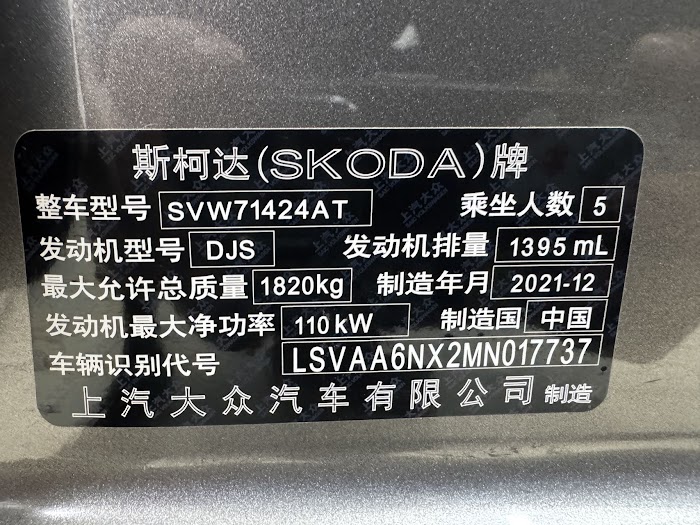 斯柯达(SKODA)牌
整车型号 SVW71424AT 乘坐人数 5
发动机型号 DJS 发动机排量 1395 mL
最大允许总质量 1820kg 制造年月 2021-12
发动机最大净功率 110kW 制造国 中国
车辆识别代号 LSVAA6NX2MN017737
上汽大众汽车有限公司 制造